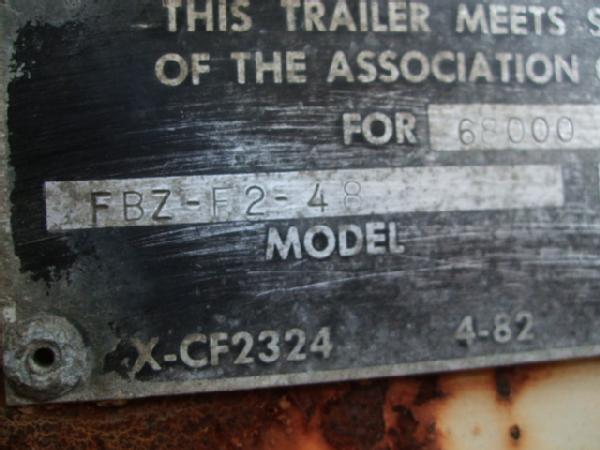 THIS TRAILER MEETS S
OF THE ASSOCIATION
FOR 68000
FBZ-F2-48
MODEL
X-CF2324 4-82